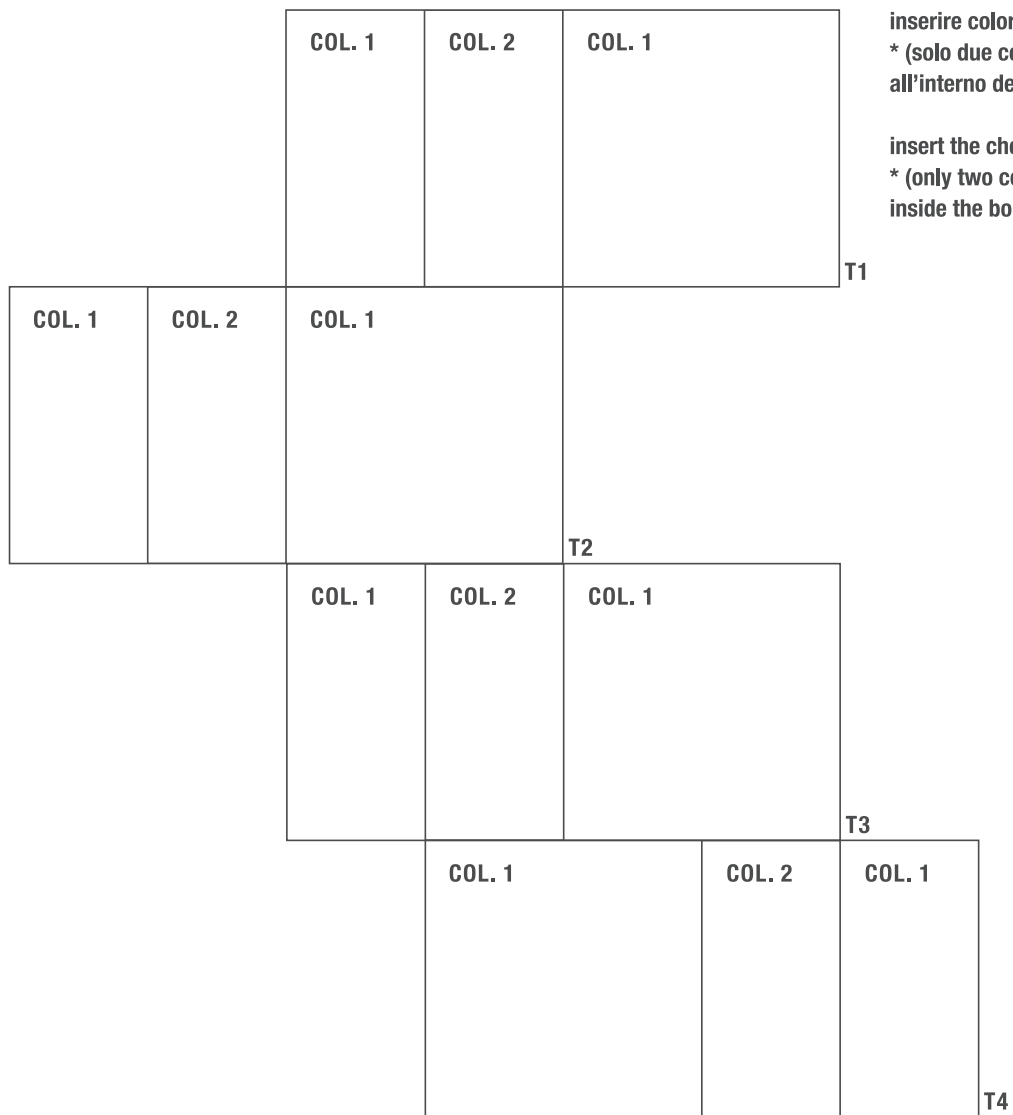 COL. 1 COL. 2 COL. 1
inserire color
* (solo due co
all'interno de
insert the cho
* (only two co
inside the bo
T1
COL. 1 COL. 2 COL. 1
T2
COL. 1 COL. 2 COL. 1
T3
COL. 1 COL. 2 COL. 1
T4